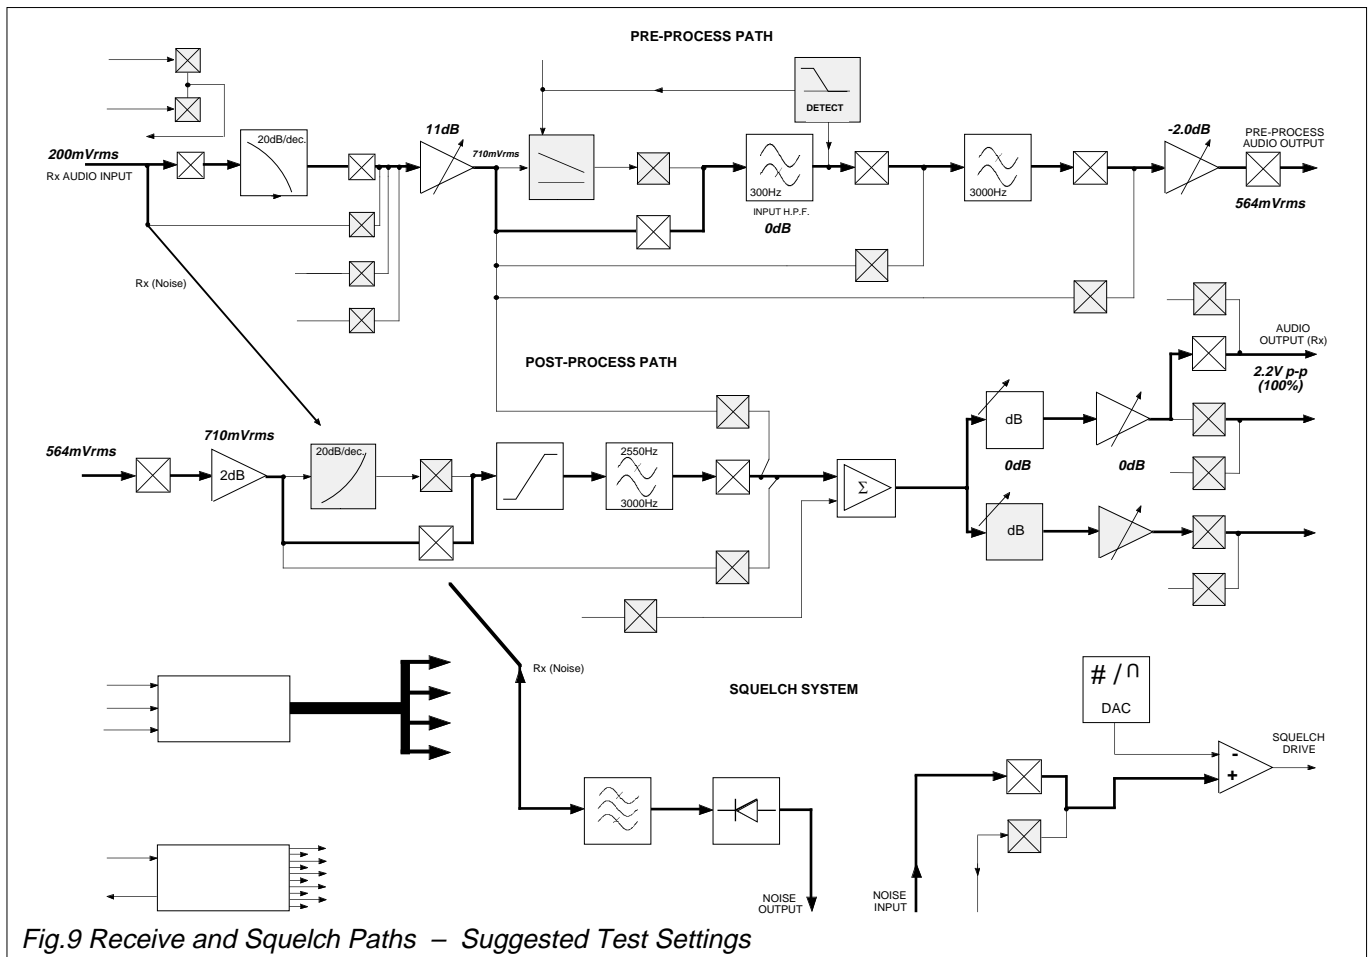 PRE-PROCESS PATH
DETECT
20dB/dec.
11dB
-2.0dB
PRE-PROCESS
AUDIO OUTPUT
200mVrms
Rx AUDIO INPUT
710mVrms
300Hz
3000Hz
564mVrms
INPUT H.P.F.
0dB
Rx (Noise)
AUDIO
OUTPUT (Rx)
POST-PROCESS PATH
2.2V p-p
(100%)
564mVrms
710mVrms
2dB
20dB/dec.
2550Hz
3000Hz
Σ
dB
0dB
0dB
dB
Rx (Noise)
SQUELCH SYSTEM
# / ∩
DAC
SQUELCH
DRIVE
-
+
NOISE
OUTPUT
NOISE
INPUT
Fig.9 Receive and Squelch Paths – Suggested Test Settings